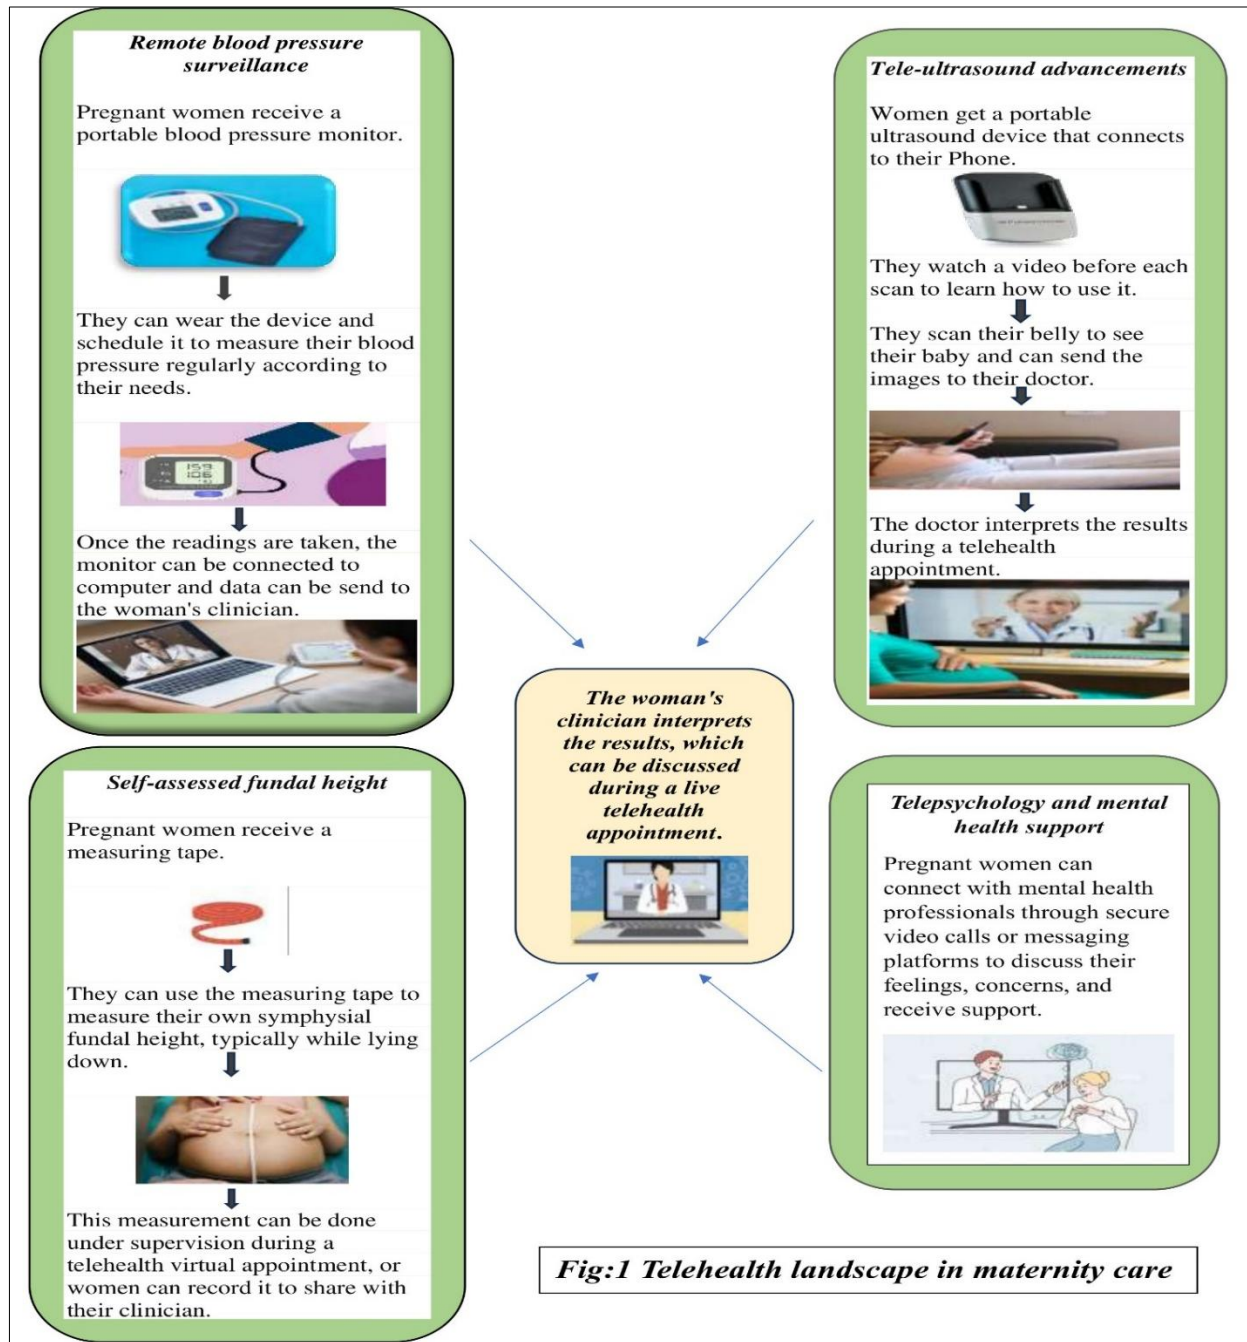 Remote blood pressure
surveillance
Pregnant women receive a
portable blood pressure monitor.
They can wear the device and
schedule it to measure their blood
pressure regularly according to
their needs.
159
106
Once the readings are taken, the
monitor can be connected to
computer and data can be send to
the woman's clinician.
Tele-ultrasound advancements
Women get a portable
ultrasound device that connects
to their Phone.
They watch a video before each
scan to learn how to use it.
They scan their belly to see
their baby and can send the
images to their doctor.
The doctor interprets the results
during a telehealth
appointment.
The woman's
clinician interprets
the results, which
can be discussed
during a live
telehealth
appointment.
Self-assessed fundal height
Pregnant women receive a
measuring tape.
They can use the measuring tape to
measure their own symphysial
fundal height, typically while lying
down.
This measurement can be done
under supervision during a
telehealth virtual appointment, or
women can record it to share with
their clinician.
Telepsychology and mental
health support
Pregnant women can
connect with mental health
professionals through secure
video calls or messaging
platforms to discuss their
feelings, concerns, and
receive support.
Fig:1 Telehealth landscape in maternity care